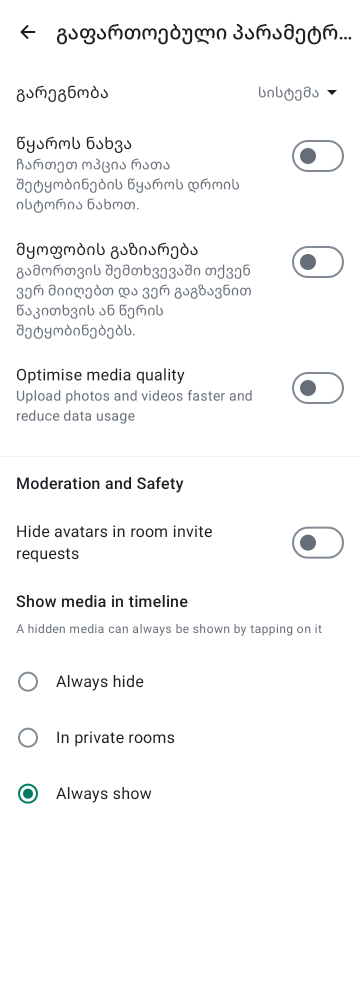 გაფართოებული პარამეტრ...
გარეგნობა
სისტემა
წყაროს ნახვა
ჩართეთ ოპცია რათა
შეტყობინების წყაროს დროის
ისტორია ნახოთ.
მყოფობის გაზიარება
გამორთვის შემთხვევაში თქვენ
ვერ მიიღებთ და ვერ გაგზავნით
წაკითხვის ან წერის
შეტყობინებებს.
Optimise media quality
Upload photos and videos faster and
reduce data usage
Moderation and Safety
Hide avatars in room invite
requests
Show media in timeline
A hidden media can always be shown by tapping on it
Always hide
In private rooms
Always show